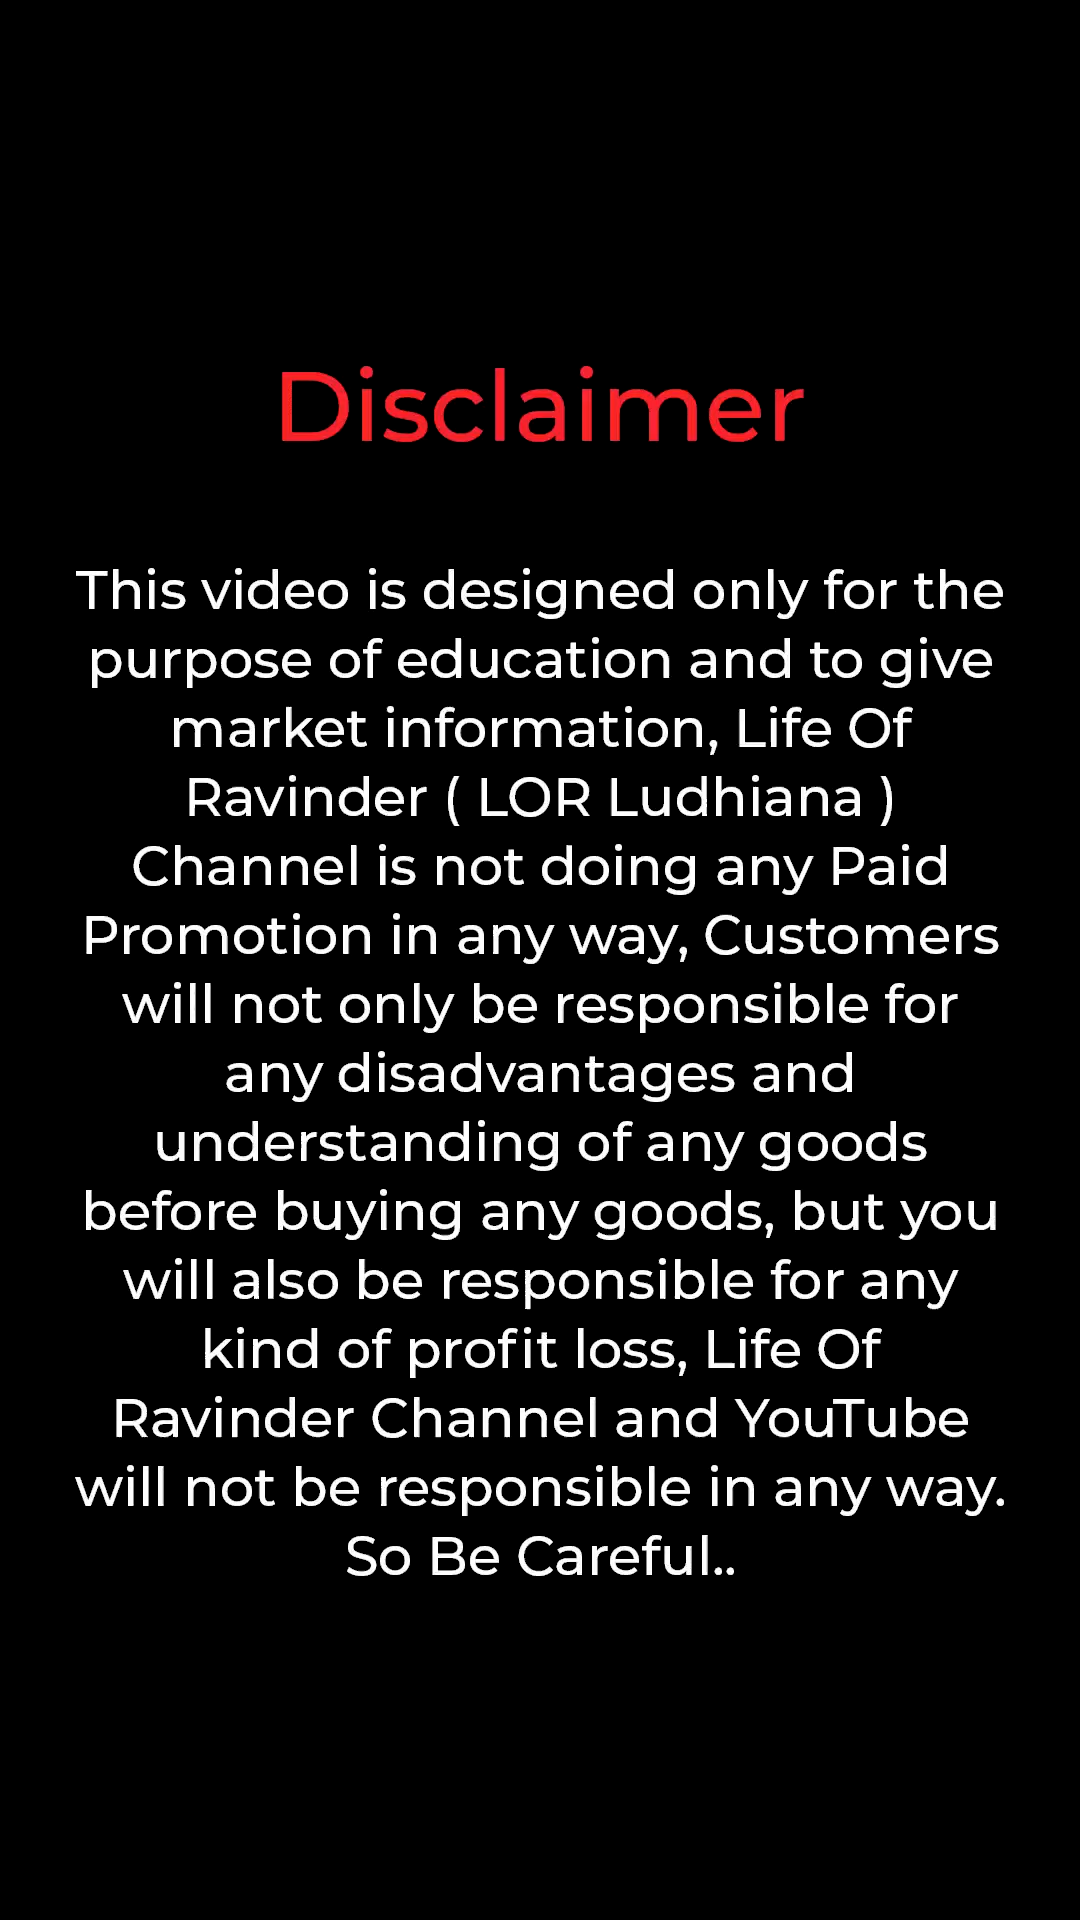 Disclaimer
This video is designed only for the
purpose of education and to give
market information, Life Of
Ravinder ( LOR Ludhiana )
Channel is not doing any Paid
Promotion in any way, Customers
will not only be responsible for
any disadvantages and
understanding of any goods
before buying any goods, but you
will also be responsible for any
kind of profit loss, Life Of
Ravinder Channel and YouTube
will not be responsible in any way.
So Be Careful..